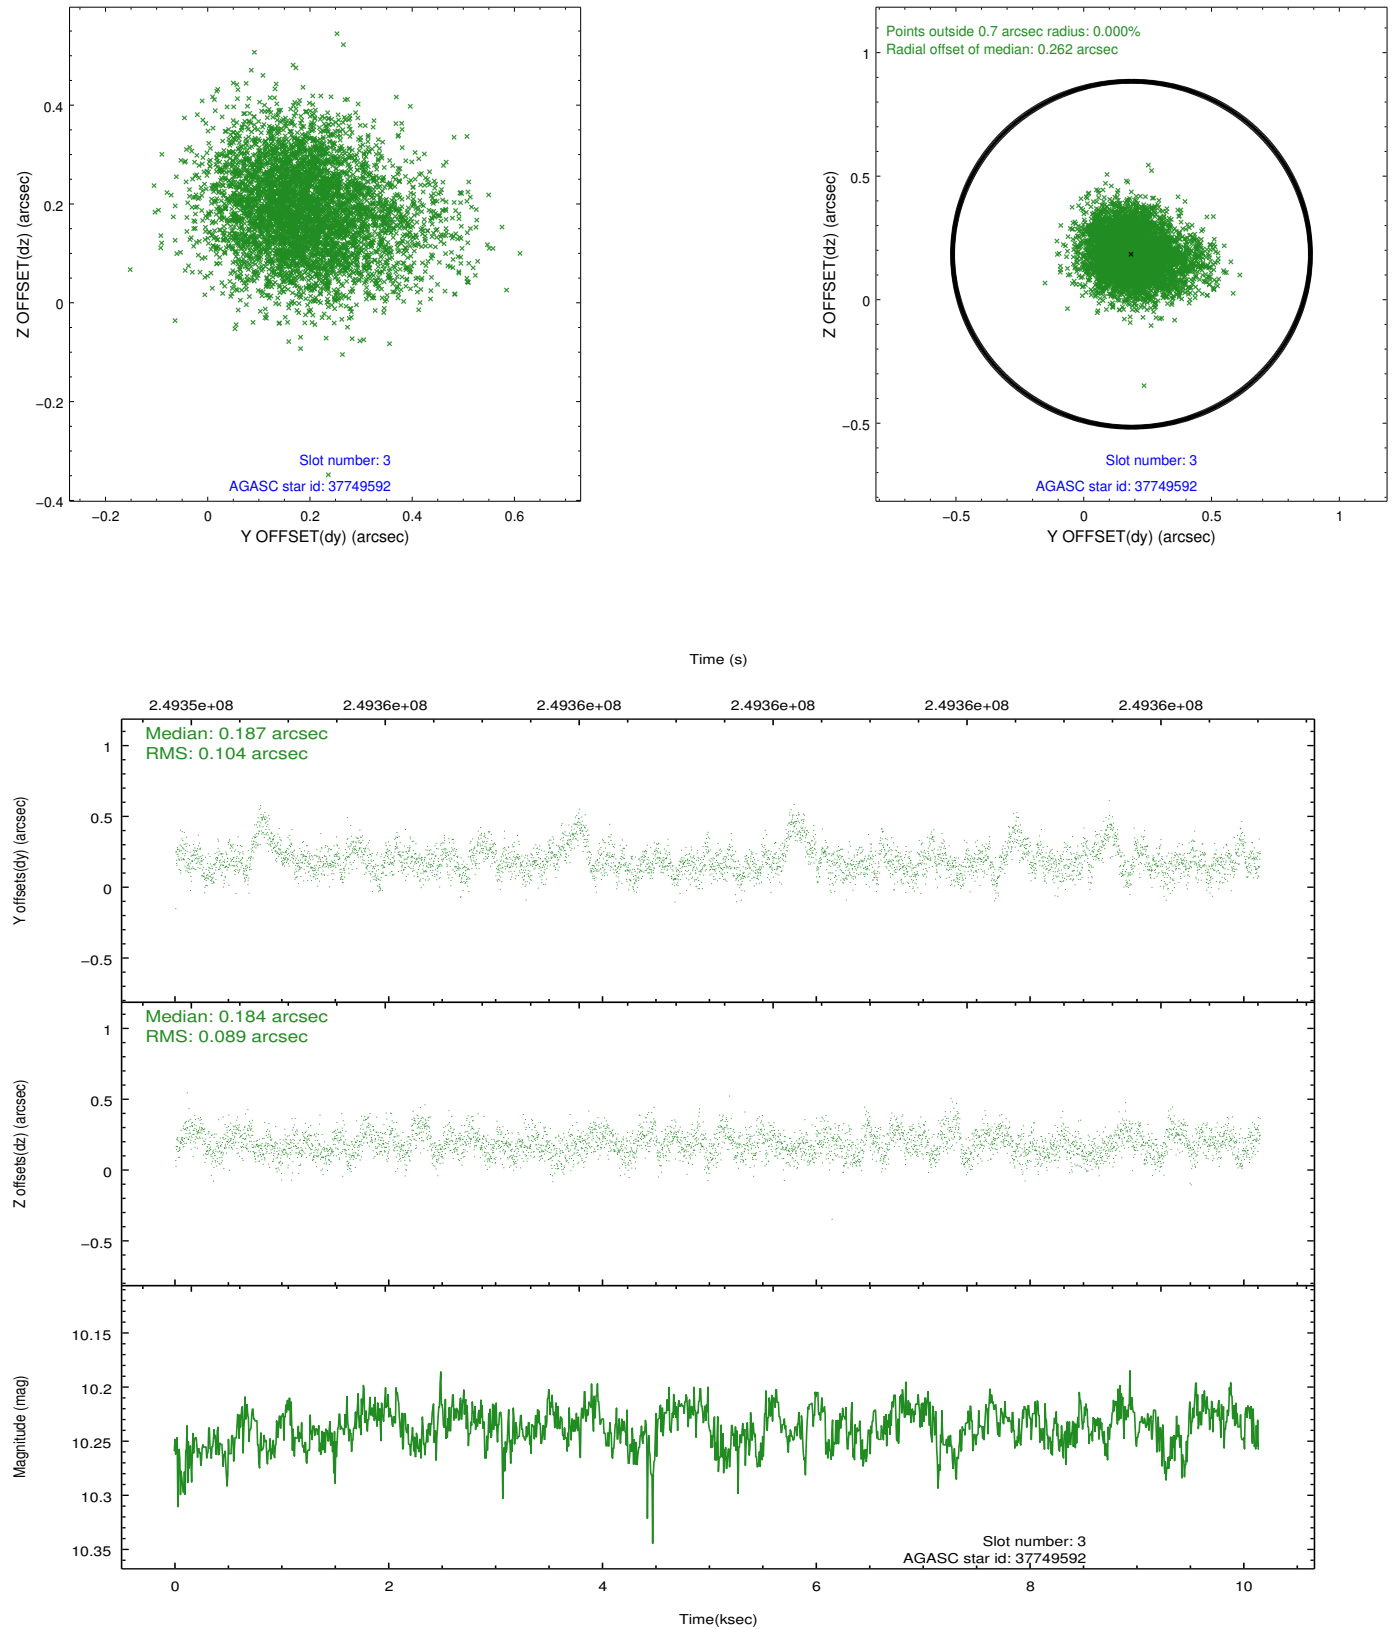 0.4
0.2
0
−0.2
−0.4
Z OFFSET(dz) (arcsec)
Slot number: 3
AGASC star id: 37749592
−0.2 0 0.2 0.4 0.6
Y OFFSET(dy) (arcsec)
Points outside 0.7 arcsec radius: 0.000%
Radial offset of median: 0.262 arcsec
1
0.5
0
−0.5
Z OFFSET(dz) (arcsec)
Slot number: 3
AGASC star id: 37749592
−0.5 0 0.5 1
Y OFFSET(dy) (arcsec)
Time (s)
2.4935e+08 2.4936e+08 2.4936e+08 2.4936e+08 2.4936e+08 2.4936e+08
Median: 0.187 arcsec
RMS: 0.104 arcsec
1
0.5
0
−0.5
Y offsets(dy) (arcsec)
Median: 0.184 arcsec
RMS: 0.089 arcsec
1
0.5
0
−0.5
Z offsets(dz) (arcsec)
10.15
10.2
10.25
10.3
10.35
Magnitude (mag)
Slot number: 3
AGASC star id: 37749592
0 2 4 6 8 10
Time(ksec)